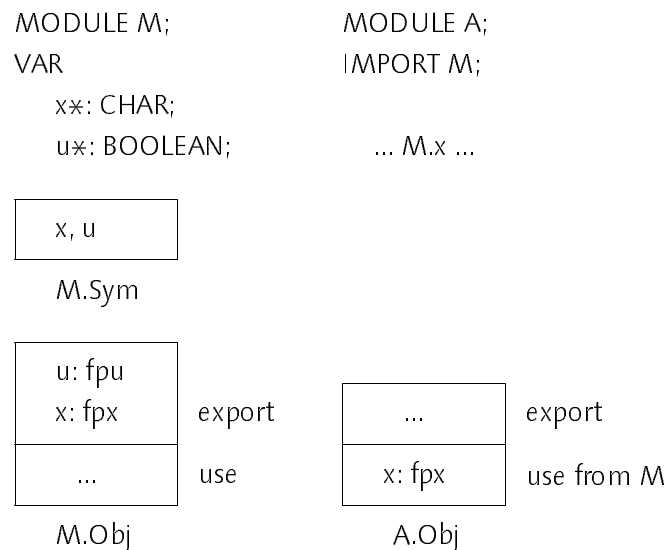 MODULE M;
VAR
x*: CHAR;
u*: BOOLEAN;
MODULE A;
IMPORT M;
... M.x ...
x, u
M.Sym
u: fpu
x: fpx
export
...
use
M.Obj
...
export
x: fpx
use from M
A.Obj